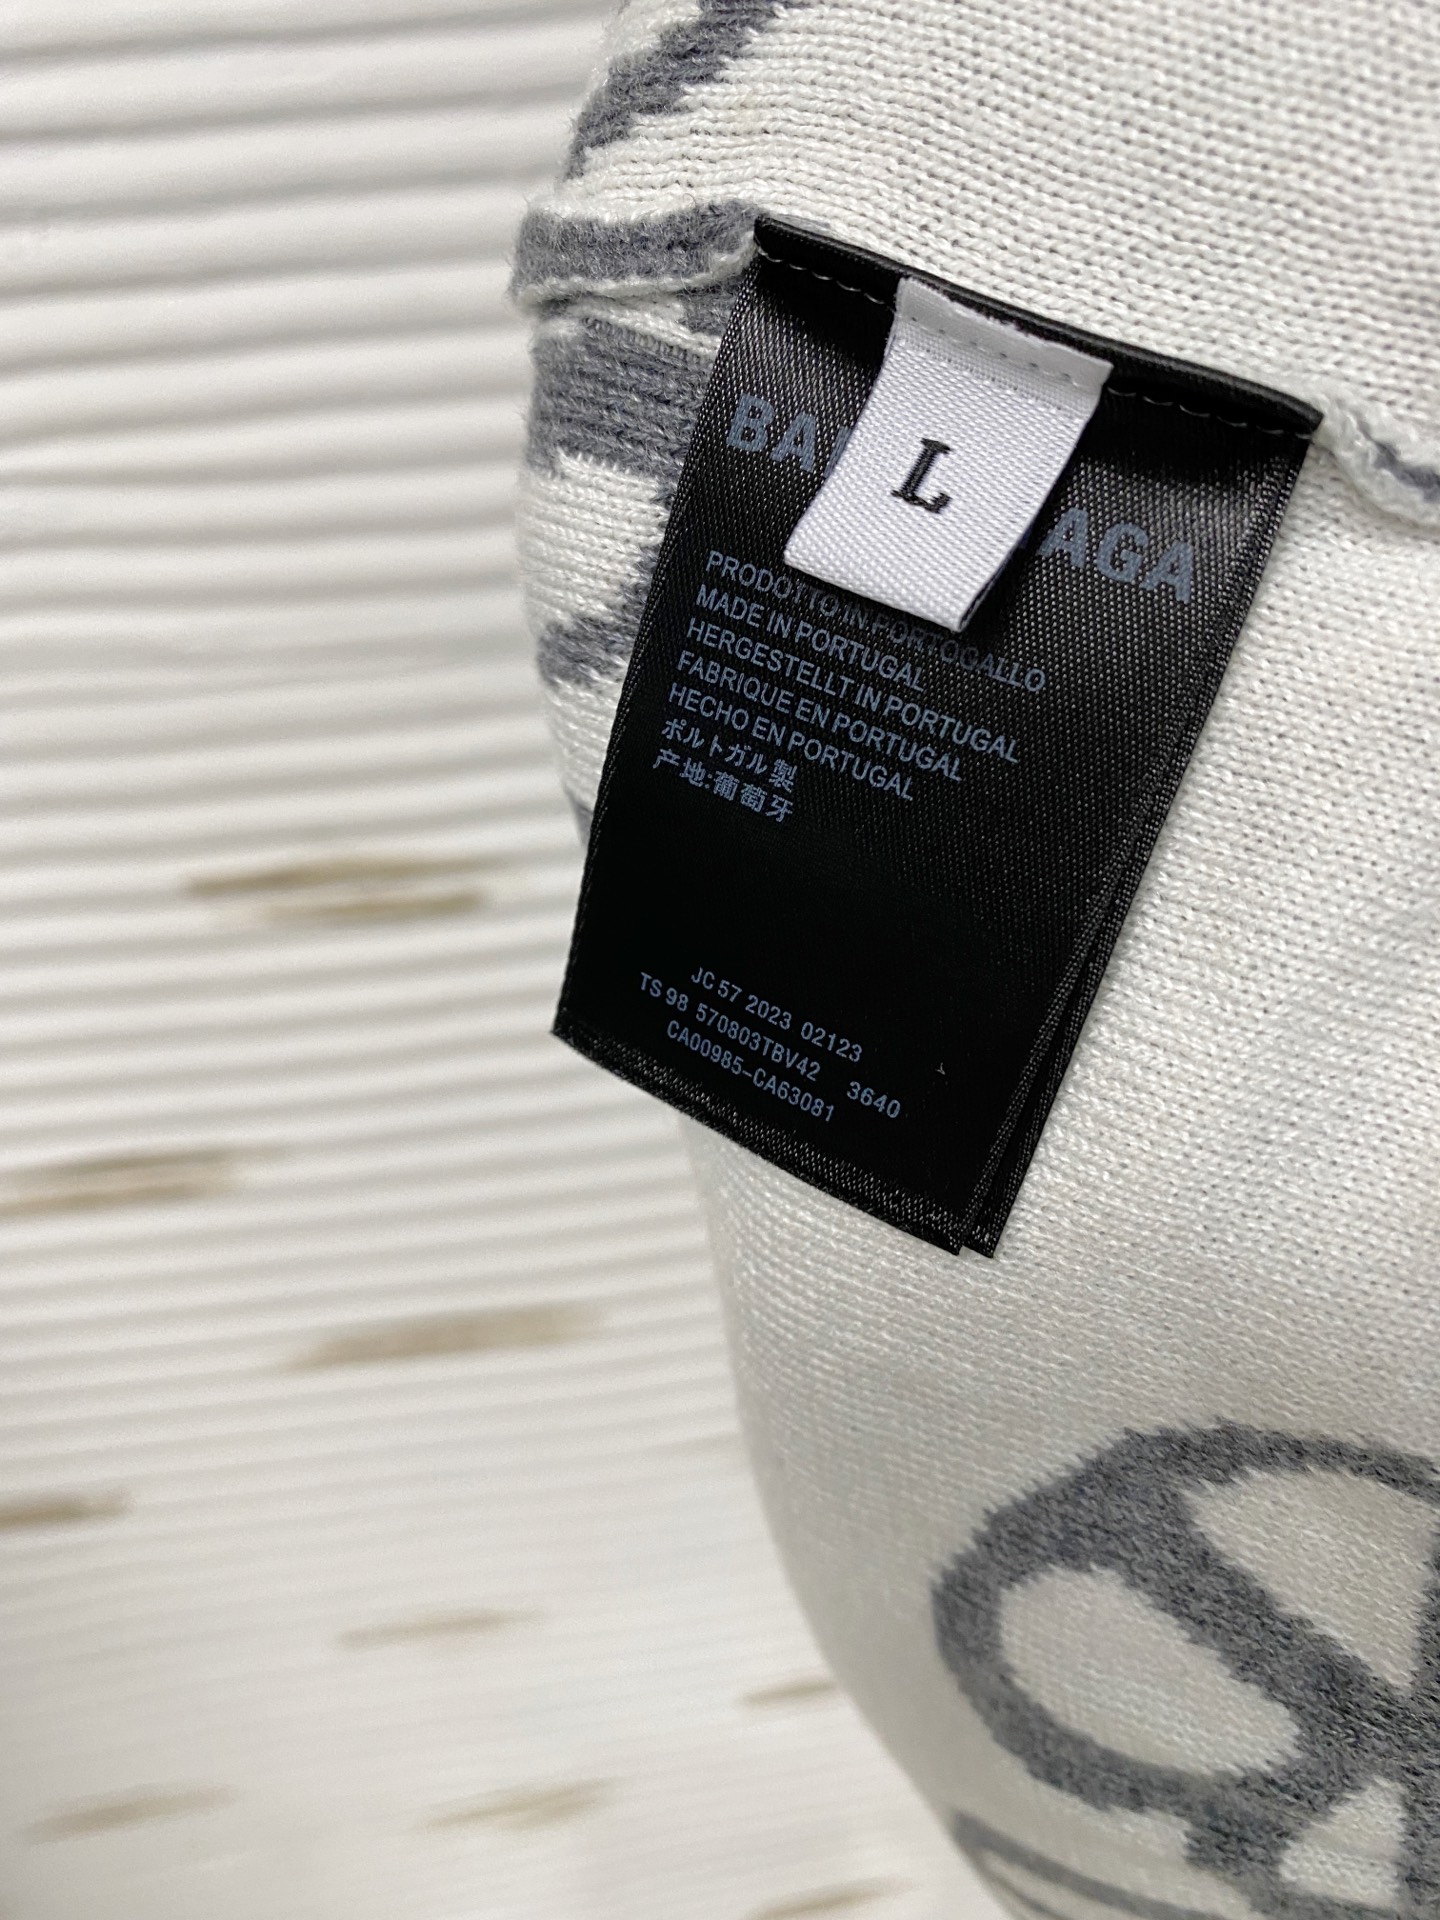 L
PRODOTTO IN PORTOGALLO
MADE IN PORTUGAL
HERGESTELLT IN PORTUGAL
FABRIQUE EN PORTUGAL
HECHO EN PORTUGAL
ポルトガル製
产地:葡萄牙
JC 57 2023 02123
TS 98 570803TBV42 3640
CA00985-CA63081